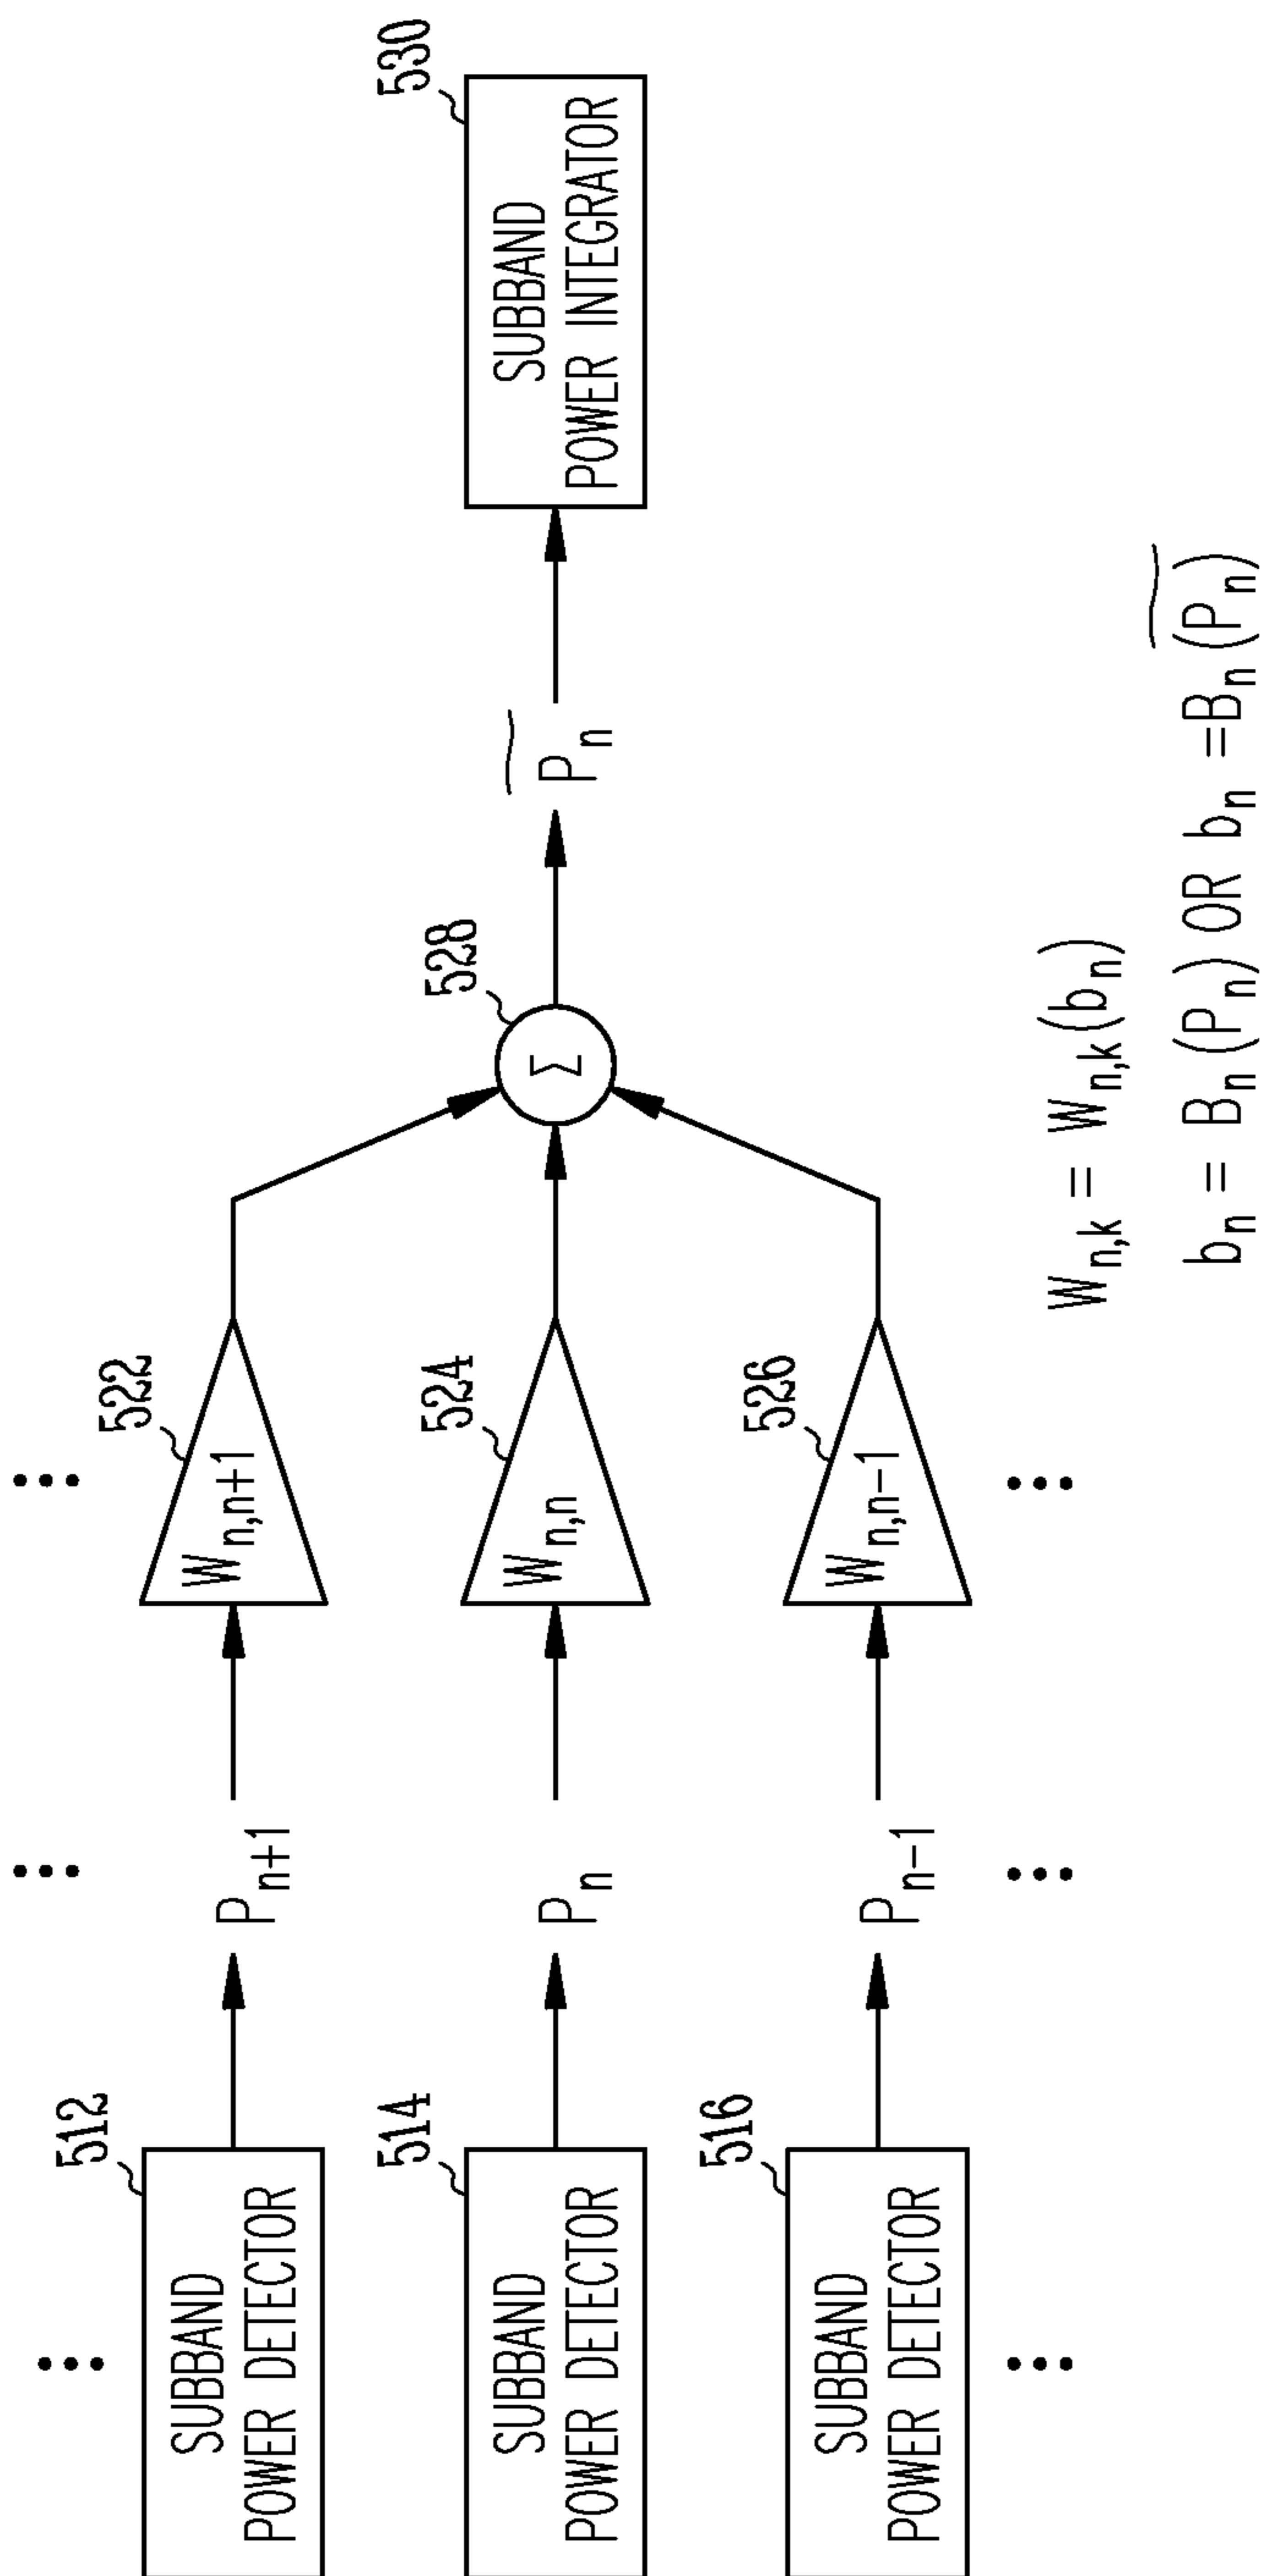 512
SUBBAND
POWER DETECTOR
P_{n+1}
522
W_{n,n+1}
514
SUBBAND
POWER DETECTOR
P_n
524
W_{n,n}
528
Σ
P̃_n
530
SUBBAND
POWER INTEGRATOR
516
SUBBAND
POWER DETECTOR
P_{n-1}
526
W_{n,n-1}
W_{n,k} = W_{n,k}(b_n)
b_n = B_n(P_n) OR b_n =B_n(P̃_n)